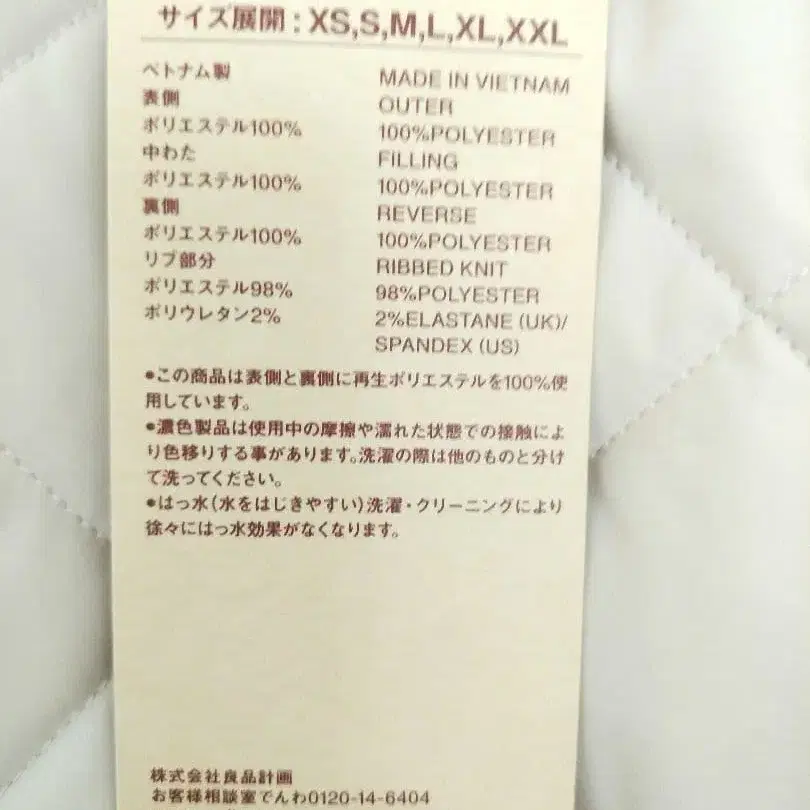 サイズ展開：XS,S,M,L,XL,XXL
ベトナム製 MADE IN VIETNAM
表側 OUTER
ポリエステル100% 100%POLYESTER
中わた FILLING
ポリエステル100% 100%POLYESTER
裏側 REVERSE
ポリエステル100% 100%POLYESTER
リブ部分 RIBBED KNIT
ポリエステル98% 98%POLYESTER
ポリウレタン2% 2%ELASTANE (UK)/
SPANDEX (US)
●この商品は表側と裏側に再生ポリエステルを100%使
用しています。
●濃色製品は使用中の摩擦や濡れた状態での接触によ
り色移りする事があります。洗濯の際は他のものと分け
て洗ってください。
●はっ水(水をはじきやすい)洗濯・クリーニングにより
徐々にはっ水効果がなくなります。
株式会社良品計画
お客様相談室でんわ0120-14-6404